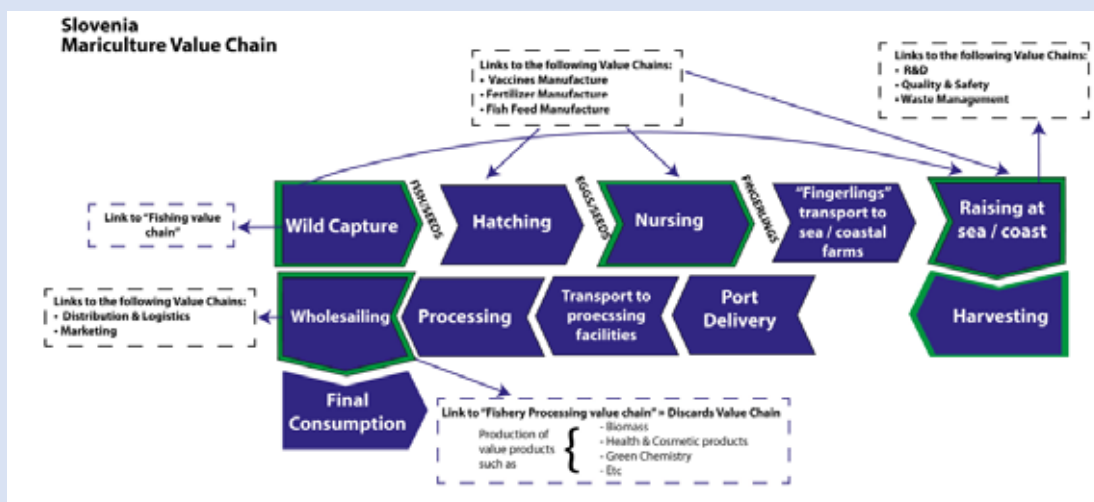 Slovenia
Mariculture Value Chain
Links to the following Value Chains:
• Vaccines Manufacture
• Fertilizer Manufacture
• Fish Feed Manufacture
Links to the following Value Chains:
• R&D
• Quality & Safety
• Waste Management
Link to "Fishing value
chain"
Wild Capture
FISH/SEEDS
Hatching
EGGS/SEEDS
Nursing
FINGERLINGS
"Fingerlings"
transport to
sea / coastal
farms
Raising at
sea / coast
Links to the following Value Chains:
• Distribution & Logistics
• Marketing
Wholesailing
Processing
Transport to
proecssing
facilities
Port
Delivery
Harvesting
Final
Consumption
Link to "Fishery Processing value chain" = Discards Value Chain
Production of
value products
such as
{
- Biomass
- Health & Cosmetic products
- Green Chemistry
- Etc